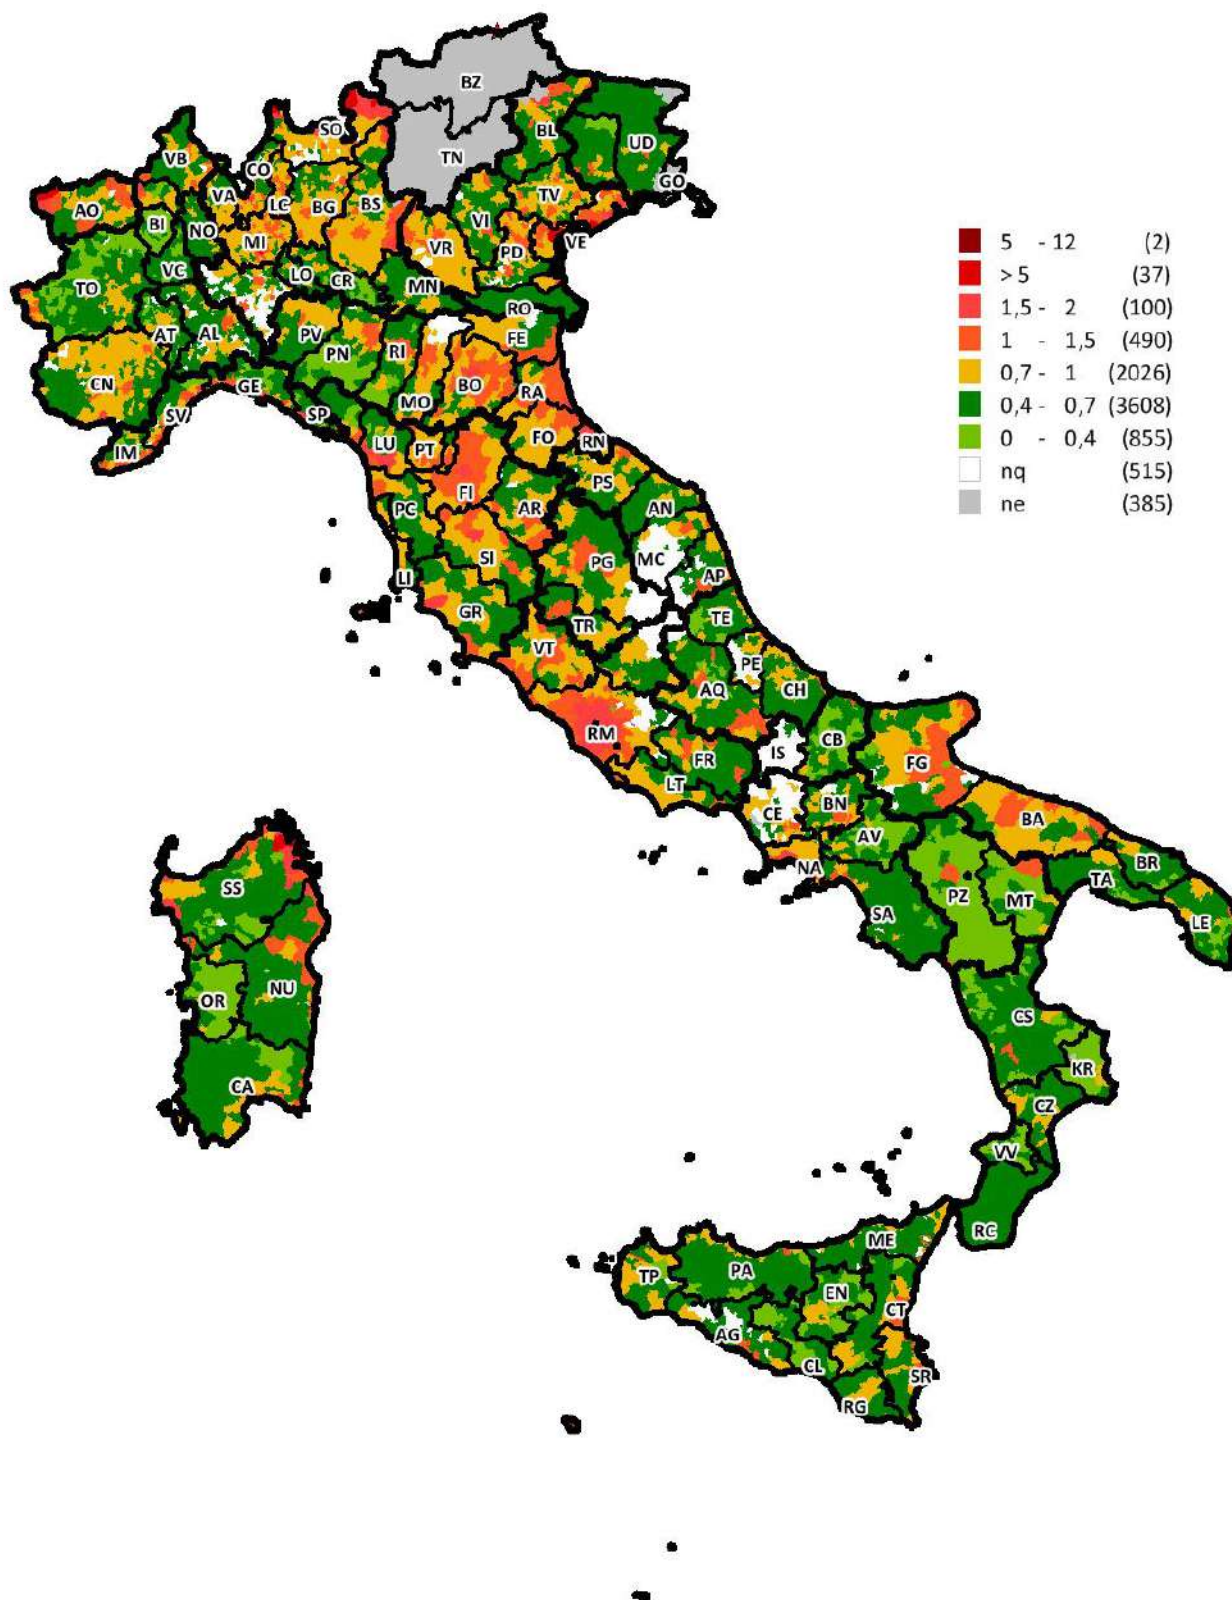 BZ
SO
BL
UD
VB
CO
TN
GO
AO
VA
LC
BG
BS
TV
BI
NO
MI
VI
VR
PD
VE
TO
VC
LO
CR
MN
RO
AT
AL
PV
PN
RI
FE
CN
GE
MO
BO
RA
SV
SP
LU
PT
FO
RN
IM
FI
PS
PC
AR
AN
SI
PG
MC
LI
AP
GR
TR
TE
VT
PE
AQ
CH
RM
FR
IS
CB
FG
LT
CE
BN
BA
AV
NA
BR
TA
PZ
MT
SA
LE
SS
OR
NU
CS
CA
KR
CZ
VV
RC
ME
TP
PA
EN
CT
AG
CL
SR
RG
5 - 12 (2)
> 5 (37)
1,5 - 2 (100)
1 - 1,5 (490)
0,7 - 1 (2026)
0,4 - 0,7 (3608)
0 - 0,4 (855)
nq (515)
ne (385)